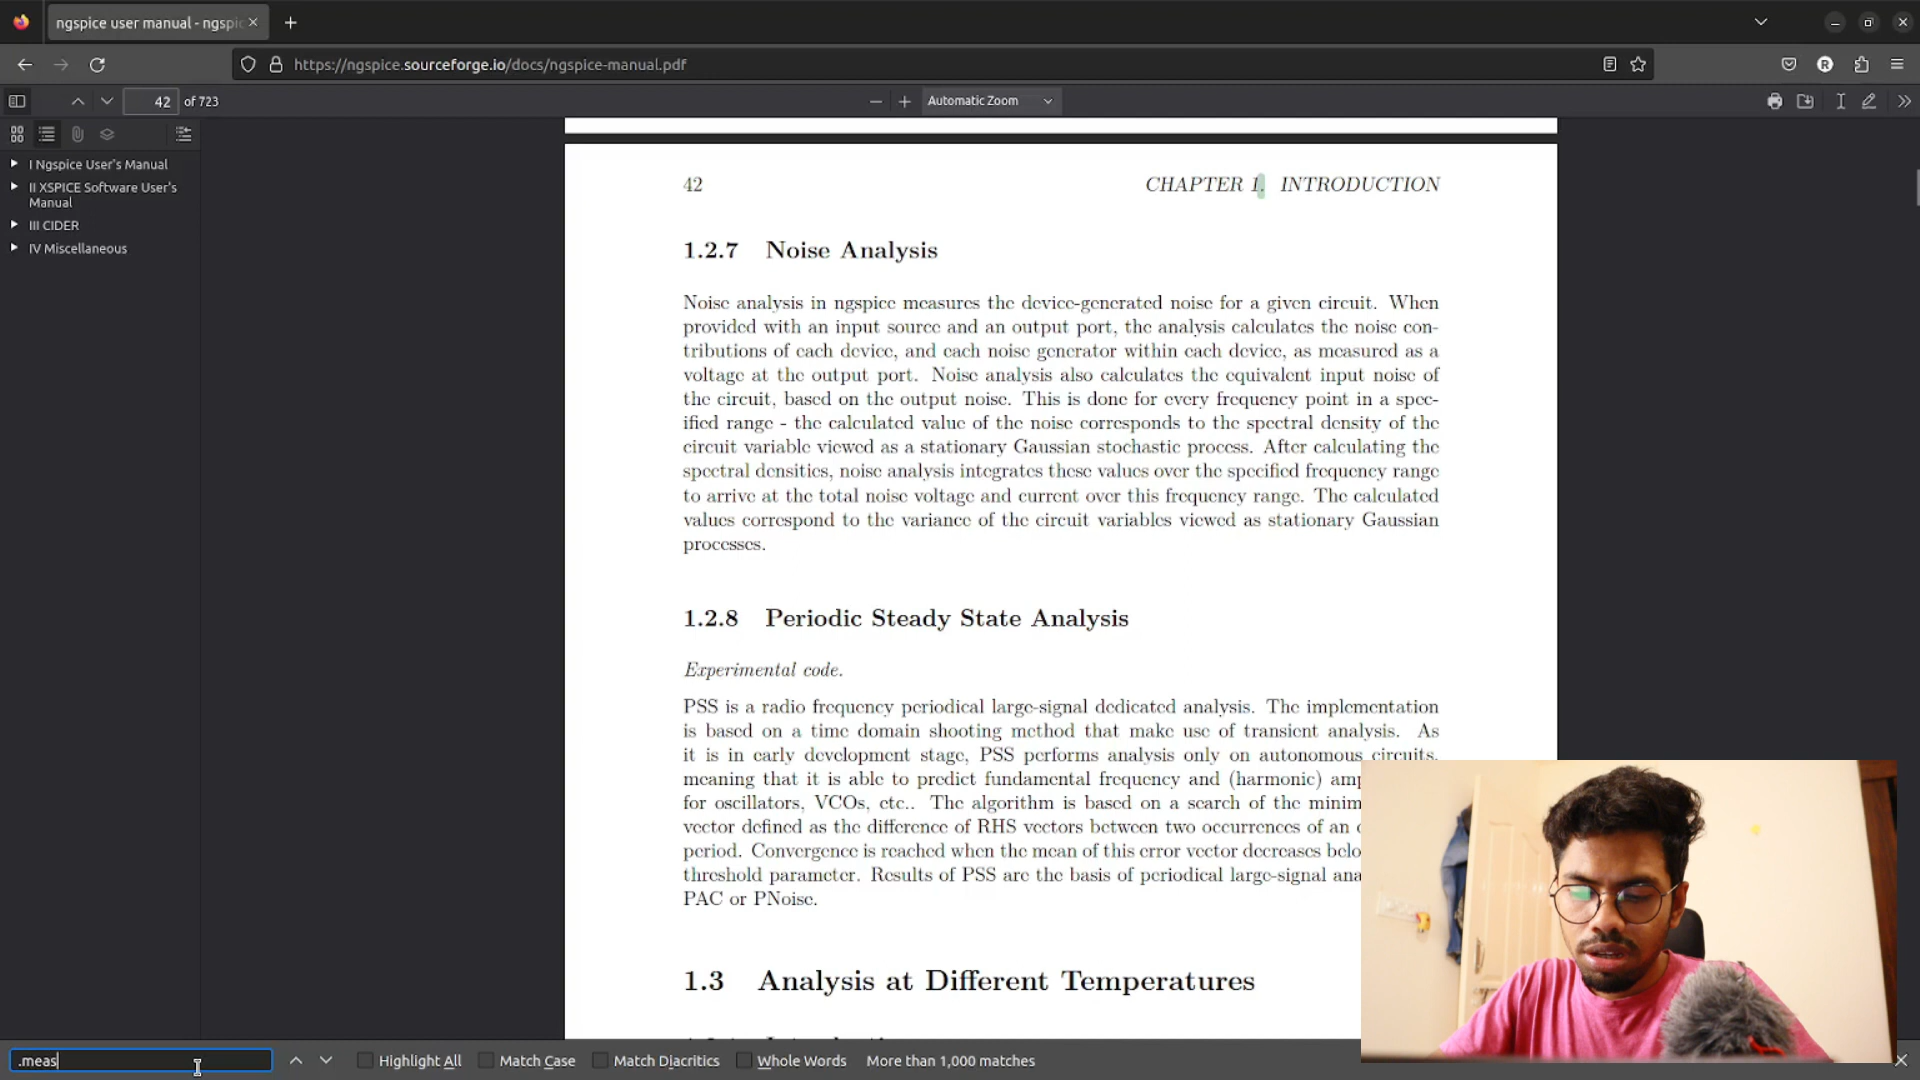 ngspice user manual - ngspic
https://ngspice.sourceforge.io/docs/ngspice-manual.pdf
R
42 of 723
Automatic Zoom
I Ngspice User's Manual
II XSPICE Software User's
Manual
III CIDER
IV Miscellaneous
42 CHAPTER 1. INTRODUCTION
1.2.7 Noise Analysis
Noise analysis in ngspice measures the device-generated noise for a given circuit. When
provided with an input source and an output port, the analysis calculates the noise con-
tributions of each device, and each noise generator within each device, as measured as a
voltage at the output port. Noise analysis also calculates the equivalent input noise of
the circuit, based on the output noise. This is done for every frequency point in a spec-
ified range - the calculated value of the noise corresponds to the spectral density of the
circuit variable viewed as a stationary Gaussian stochastic process. After calculating the
spectral densities, noise analysis integrates these values over the specified frequency range
to arrive at the total noise voltage and current over this frequency range. The calculated
values correspond to the variance of the circuit variables viewed as stationary Gaussian
processes.
1.2.8 Periodic Steady State Analysis
Experimental code.
PSS is a radio frequency periodical large-signal dedicated analysis. The implementation
is based on a time domain shooting method that make use of transient analysis. As
it is in early development stage, PSS performs analysis only on autonomous circuits,
meaning that it is able to predict fundamental frequency and (harmonic) amp
for oscillators, VCOs, etc.. The algorithm is based on a search of the minim
vector defined as the difference of RHS vectors between two occurrences of an
period. Convergence is reached when the mean of this error vector decreases belo
threshold parameter. Results of PSS are the basis of periodical large-signal ana
PAC or PNoise.
1.3 Analysis at Different Temperatures
.meas
Highlight All
Match Case
Match Diacritics
Whole Words
More than 1,000 matches